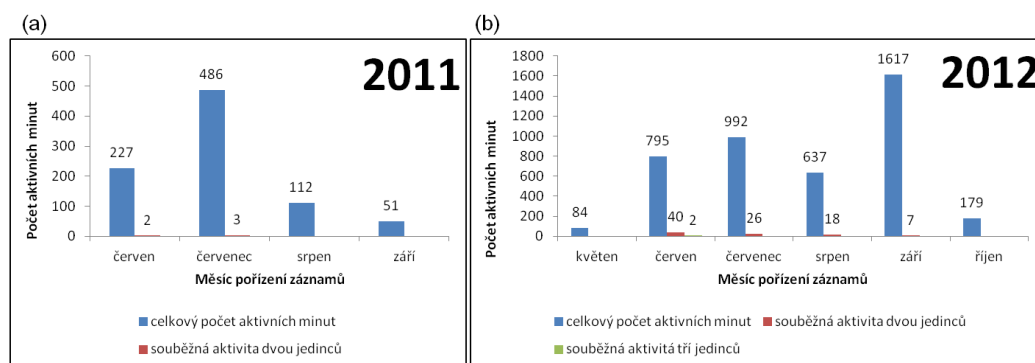 (a)
2011
Počet aktivních minut
600
500
400
300
200
100
0
227
2
486
3
112
51
červen
červenec
srpen
září
Měsíc pořízení záznamů
celkový počet aktivních minut
souběžná aktivita dvou jedinců
(b)
2012
Počet aktivních minut
1800
1600
1400
1200
1000
800
600
400
200
0
84
795
40
2
992
26
637
18
1617
7
179
květen
červen
červenec
srpen
září
říjen
Měsíc pořízení záznamů
celkový počet aktivních minut
souběžná aktivita dvou jedinců
souběžná aktivitá tří jedinců